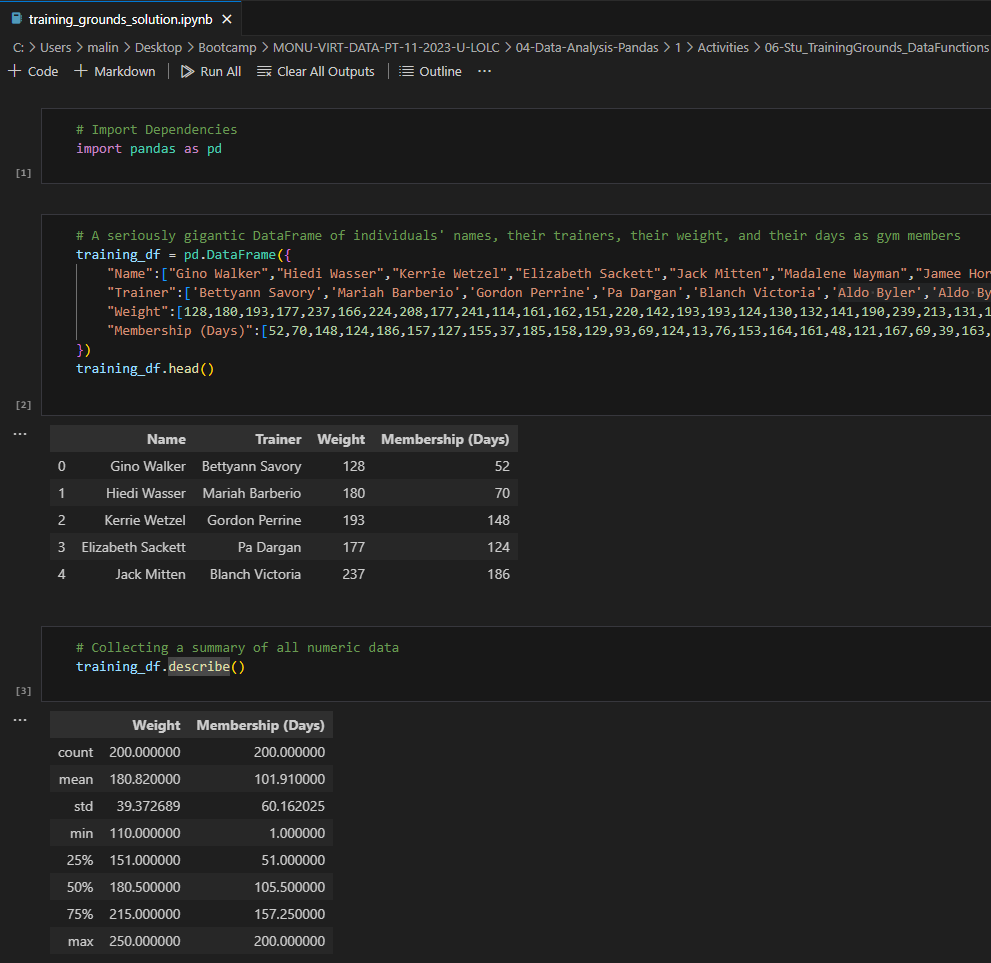 training_grounds_solution.ipynb ×
C: > Users > malin > Desktop > Bootcamp > MONU-VIRT-DATA-PT-11-2023-U-LOLC > 04-Data-Analysis-Pandas > 1 > Activities > 06-Stu_TrainingGrounds_DataFunctions
+ Code + Markdown | Run All Clear All Outputs | Outline ...
# Import Dependencies
import pandas as pd
[1]
# A seriously gigantic DataFrame of individuals' names, their trainers, their weight, and their days as gym members
training_df = pd.DataFrame({
"Name":["Gino Walker","Hiedi Wasser","Kerrie Wetzel","Elizabeth Sackett","Jack Mitten","Madalene Wayman","Jamee Hor
"Trainer":['Bettyann Savory','Mariah Barberio','Gordon Perrine','Pa Dargan','Blanch Victoria','Aldo Byler','Aldo By
"Weight":[128,180,193,177,237,166,224,208,177,241,114,161,162,151,220,142,193,193,124,130,132,141,190,239,213,131,1
"Membership (Days)":[52,70,148,124,186,157,127,155,37,185,158,129,93,69,124,13,76,153,164,161,48,121,167,69,39,163,
})
training_df.head()
[2]
...
Name Trainer Weight Membership (Days)
0 Gino Walker Bettyann Savory 128 52
1 Hiedi Wasser Mariah Barberio 180 70
2 Kerrie Wetzel Gordon Perrine 193 148
3 Elizabeth Sackett Pa Dargan 177 124
4 Jack Mitten Blanch Victoria 237 186
# Collecting a summary of all numeric data
training_df.describe()
[3]
...
Weight Membership (Days)
count 200.000000 200.000000
mean 180.820000 101.910000
std 39.372689 60.162025
min 110.000000 1.000000
25% 151.000000 51.000000
50% 180.500000 105.500000
75% 215.000000 157.250000
max 250.000000 200.000000